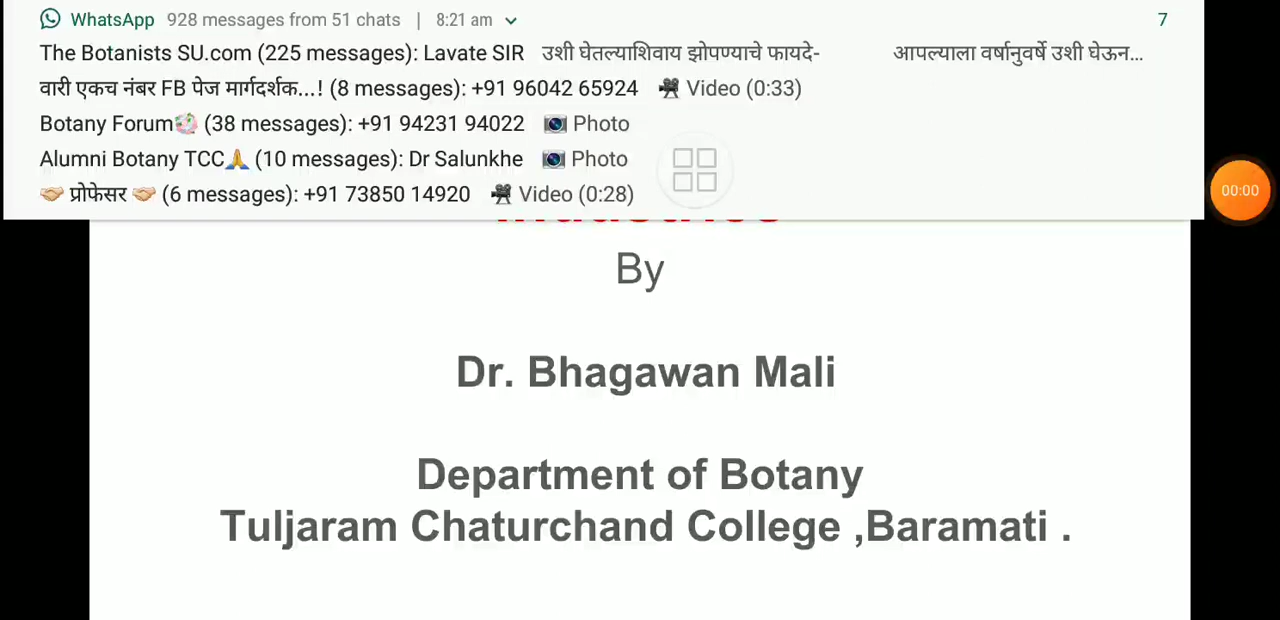 WhatsApp 928 messages from 51 chats | 8:21 am 7
The Botanists SU.com (225 messages): Lavate SIR उशी घेतल्याशिवाय झोपण्याचे फायदे- आपल्याला वर्षानुवर्षे उशी घेऊन...
वारी एकच नंबर FB पेज मार्गदर्शक...! (8 messages): +91 96042 65924 Video (0:33)
Botany Forum (38 messages): +91 94231 94022 Photo
Alumni Botany TCC (10 messages): Dr Salunkhe Photo
प्रोफेसर (6 messages): +91 73850 14920 Video (0:28)
00:00
By
Dr. Bhagawan Mali
Department of Botany
Tuljaram Chaturchand College ,Baramati .